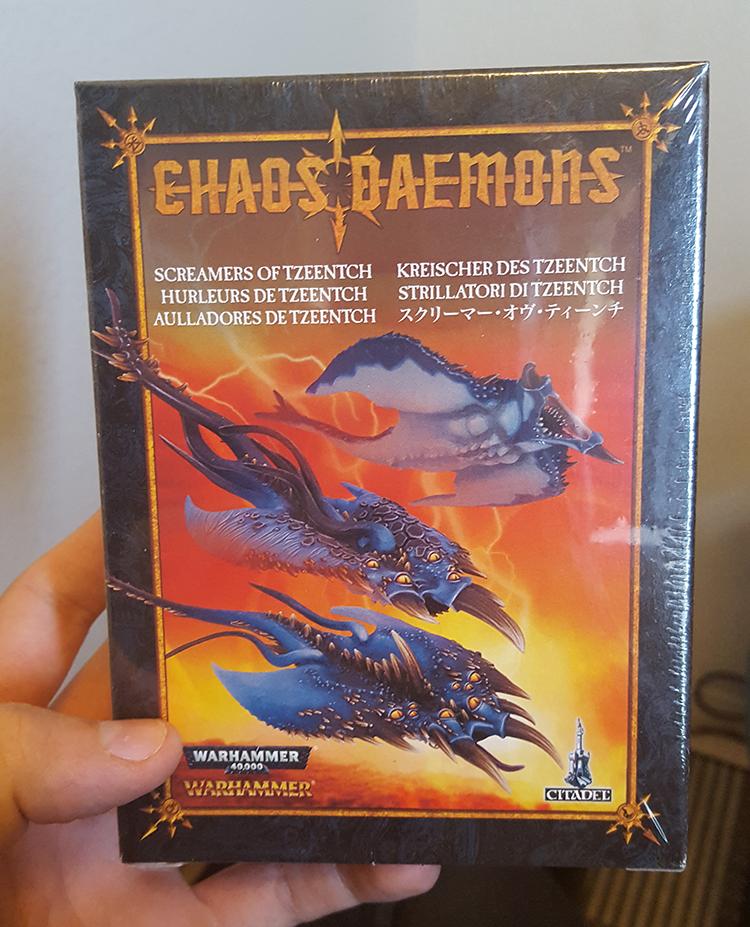 CHAOS DAEMONS™
SCREAMERS OF TZEENTCH
HURLEURS DE TZEENTCH
AULLADORES DE TZEENTCH
KREISCHER DES TZEENTCH
STRILLATORI DI TZEENTCH
スクリーマー・オヴ・ティーンチ
WARHAMMER
40,000
WARHAMMER®
CITADEL